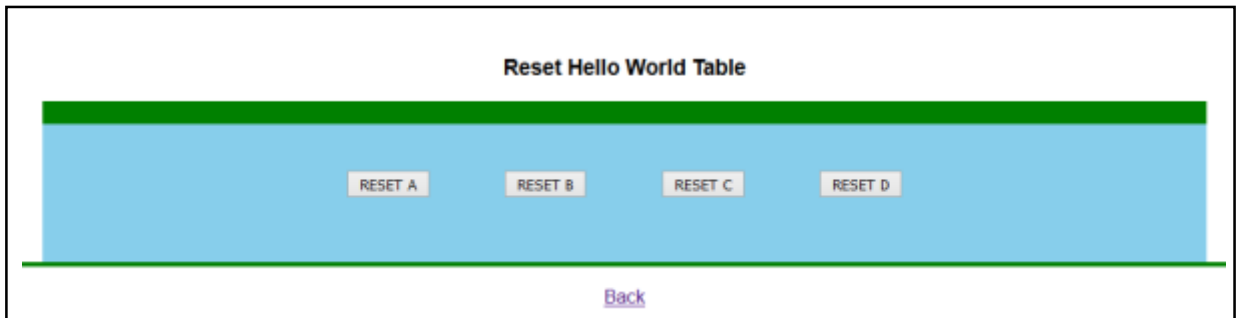 Reset Hello World Table
RESET A RESET B RESET C RESET D
Back